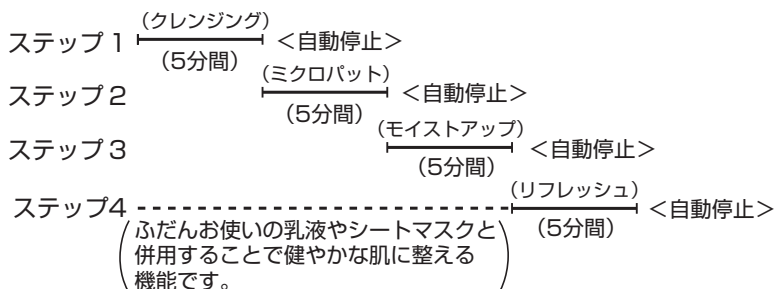 (クレンジング)
ステップ1 <自動停止>
(5分間)
(ミクロパット)
ステップ2 <自動停止>
(5分間)
(モイストアップ)
ステップ3 <自動停止>
(5分間)
(リフレッシュ)
ステップ4 <自動停止>
(5分間)
(ふだんお使いの乳液やシートマスクと
併用することで健やかな肌に整える
機能です。)